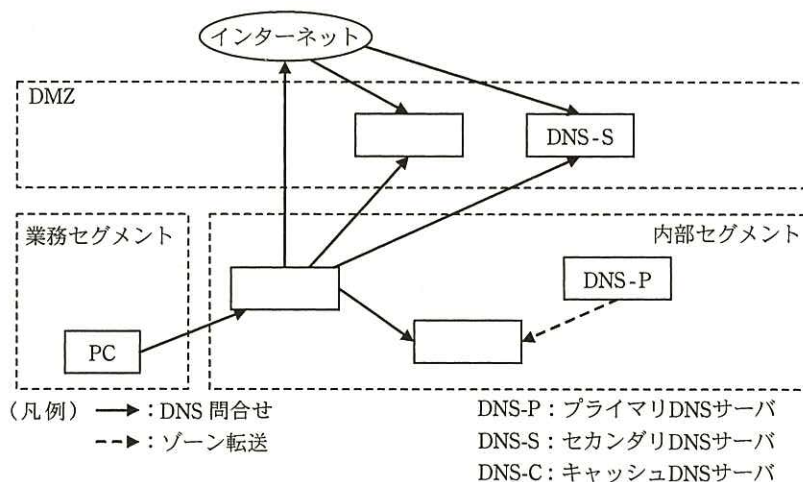 インターネット
DMZ
DNS-S
業務セグメント
内部セグメント
DNS-P
PC
(凡例) :DNS問合せ
:ゾーン転送
DNS-P:プライマリDNSサーバ
DNS-S:セカンダリDNSサーバ
DNS-C:キャッシュDNSサーバ